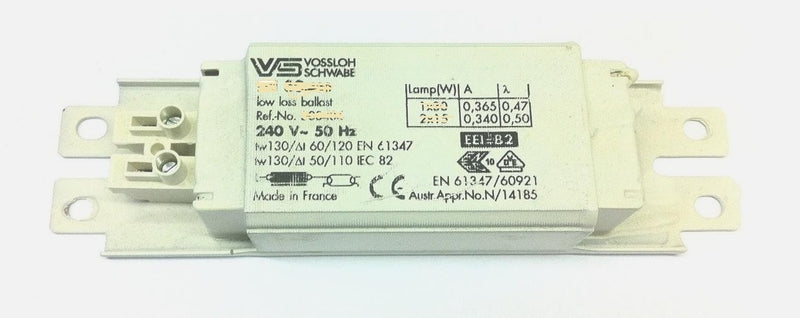 VS VOSSLOH
SCHWABE
low loss ballast
Ref.-No.
240 V~ 50 Hz
tw130/Δt 60/120 EN 61347
tw130/Δt 50/110 IEC 82
Made in France
CE
Lamp(W) A λ
0,365 0,47
0,340 0,50
EEI=B2
10
EN 61347/60921
Austr.Appr.No.N/14185